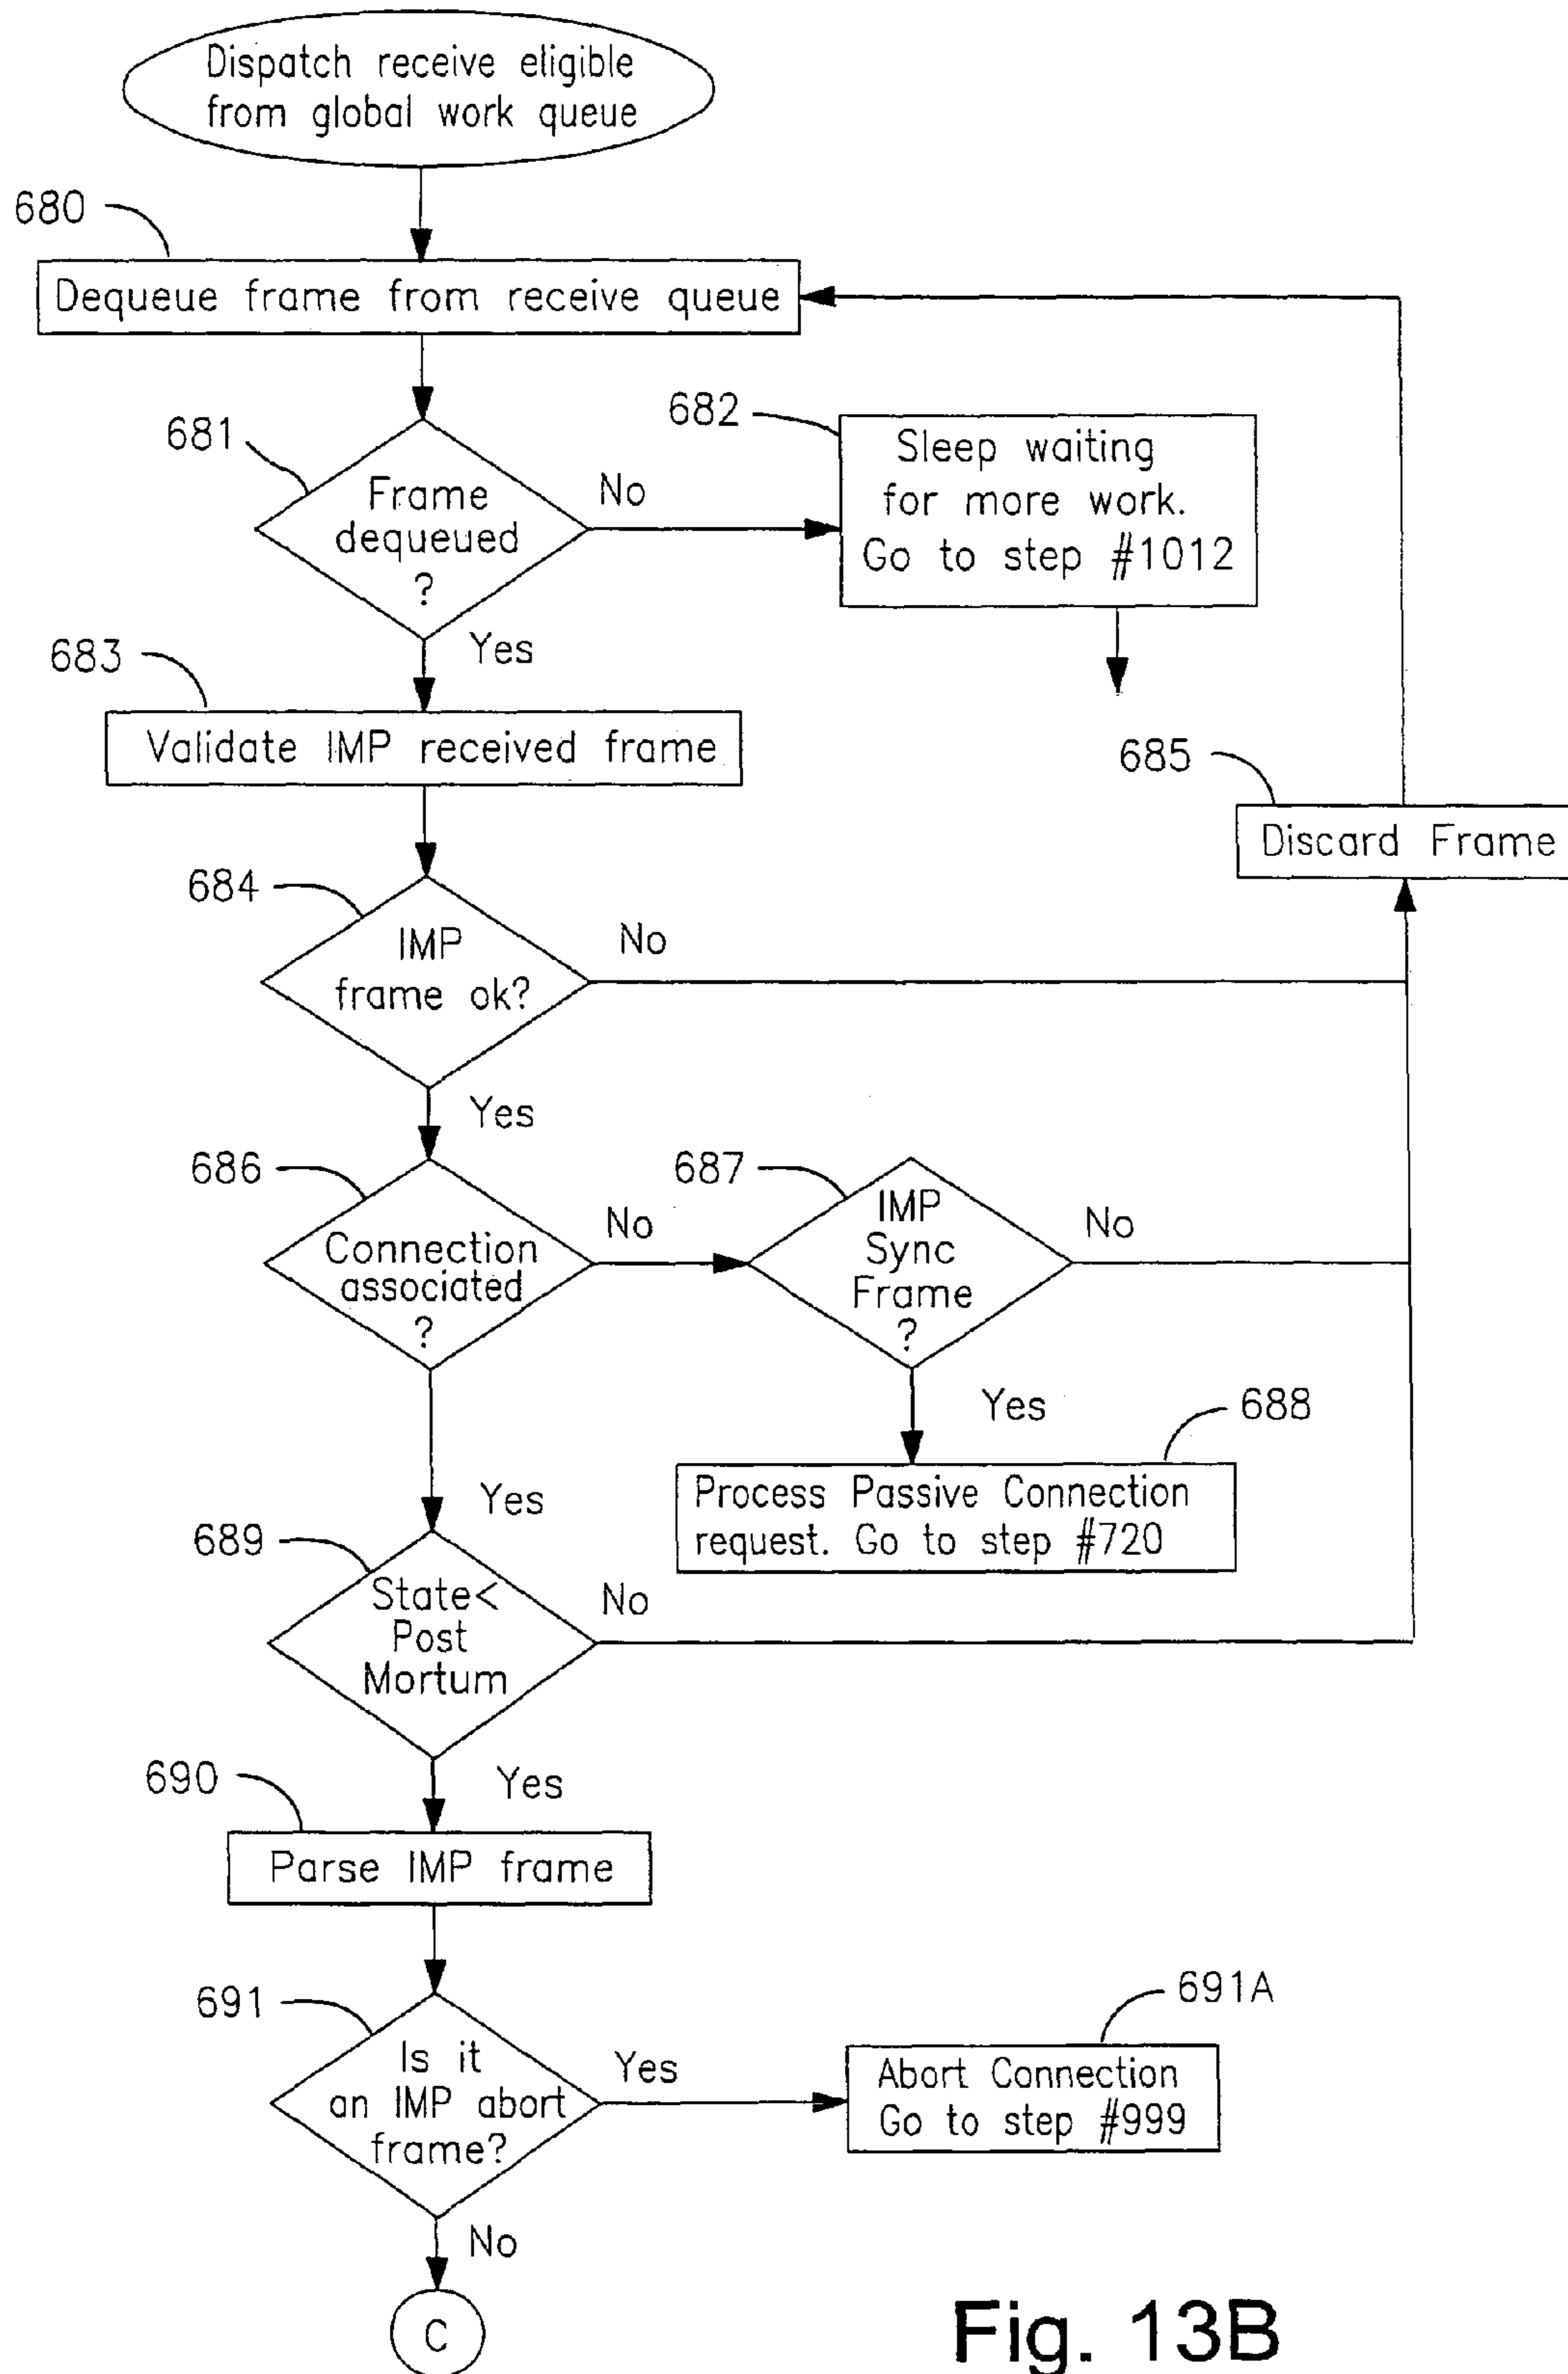 Dispatch receive eligible
from global work queue
680
Dequeue frame from receive queue
681
Frame
dequeued
?
No
682
Sleep waiting
for more work.
Go to step #1012
Yes
683
Validate IMP received frame
685
Discard Frame
684
IMP
frame ok?
No
Yes
686
Connection
associated
?
No
687
IMP
Sync
Frame
?
No
Yes
688
Process Passive Connection
request. Go to step #720
Yes
689
State<
Post
Mortum
No
Yes
690
Parse IMP frame
691
Is it
an IMP abort
frame?
Yes
691A
Abort Connection
Go to step #999
No
C
Fig. 13B